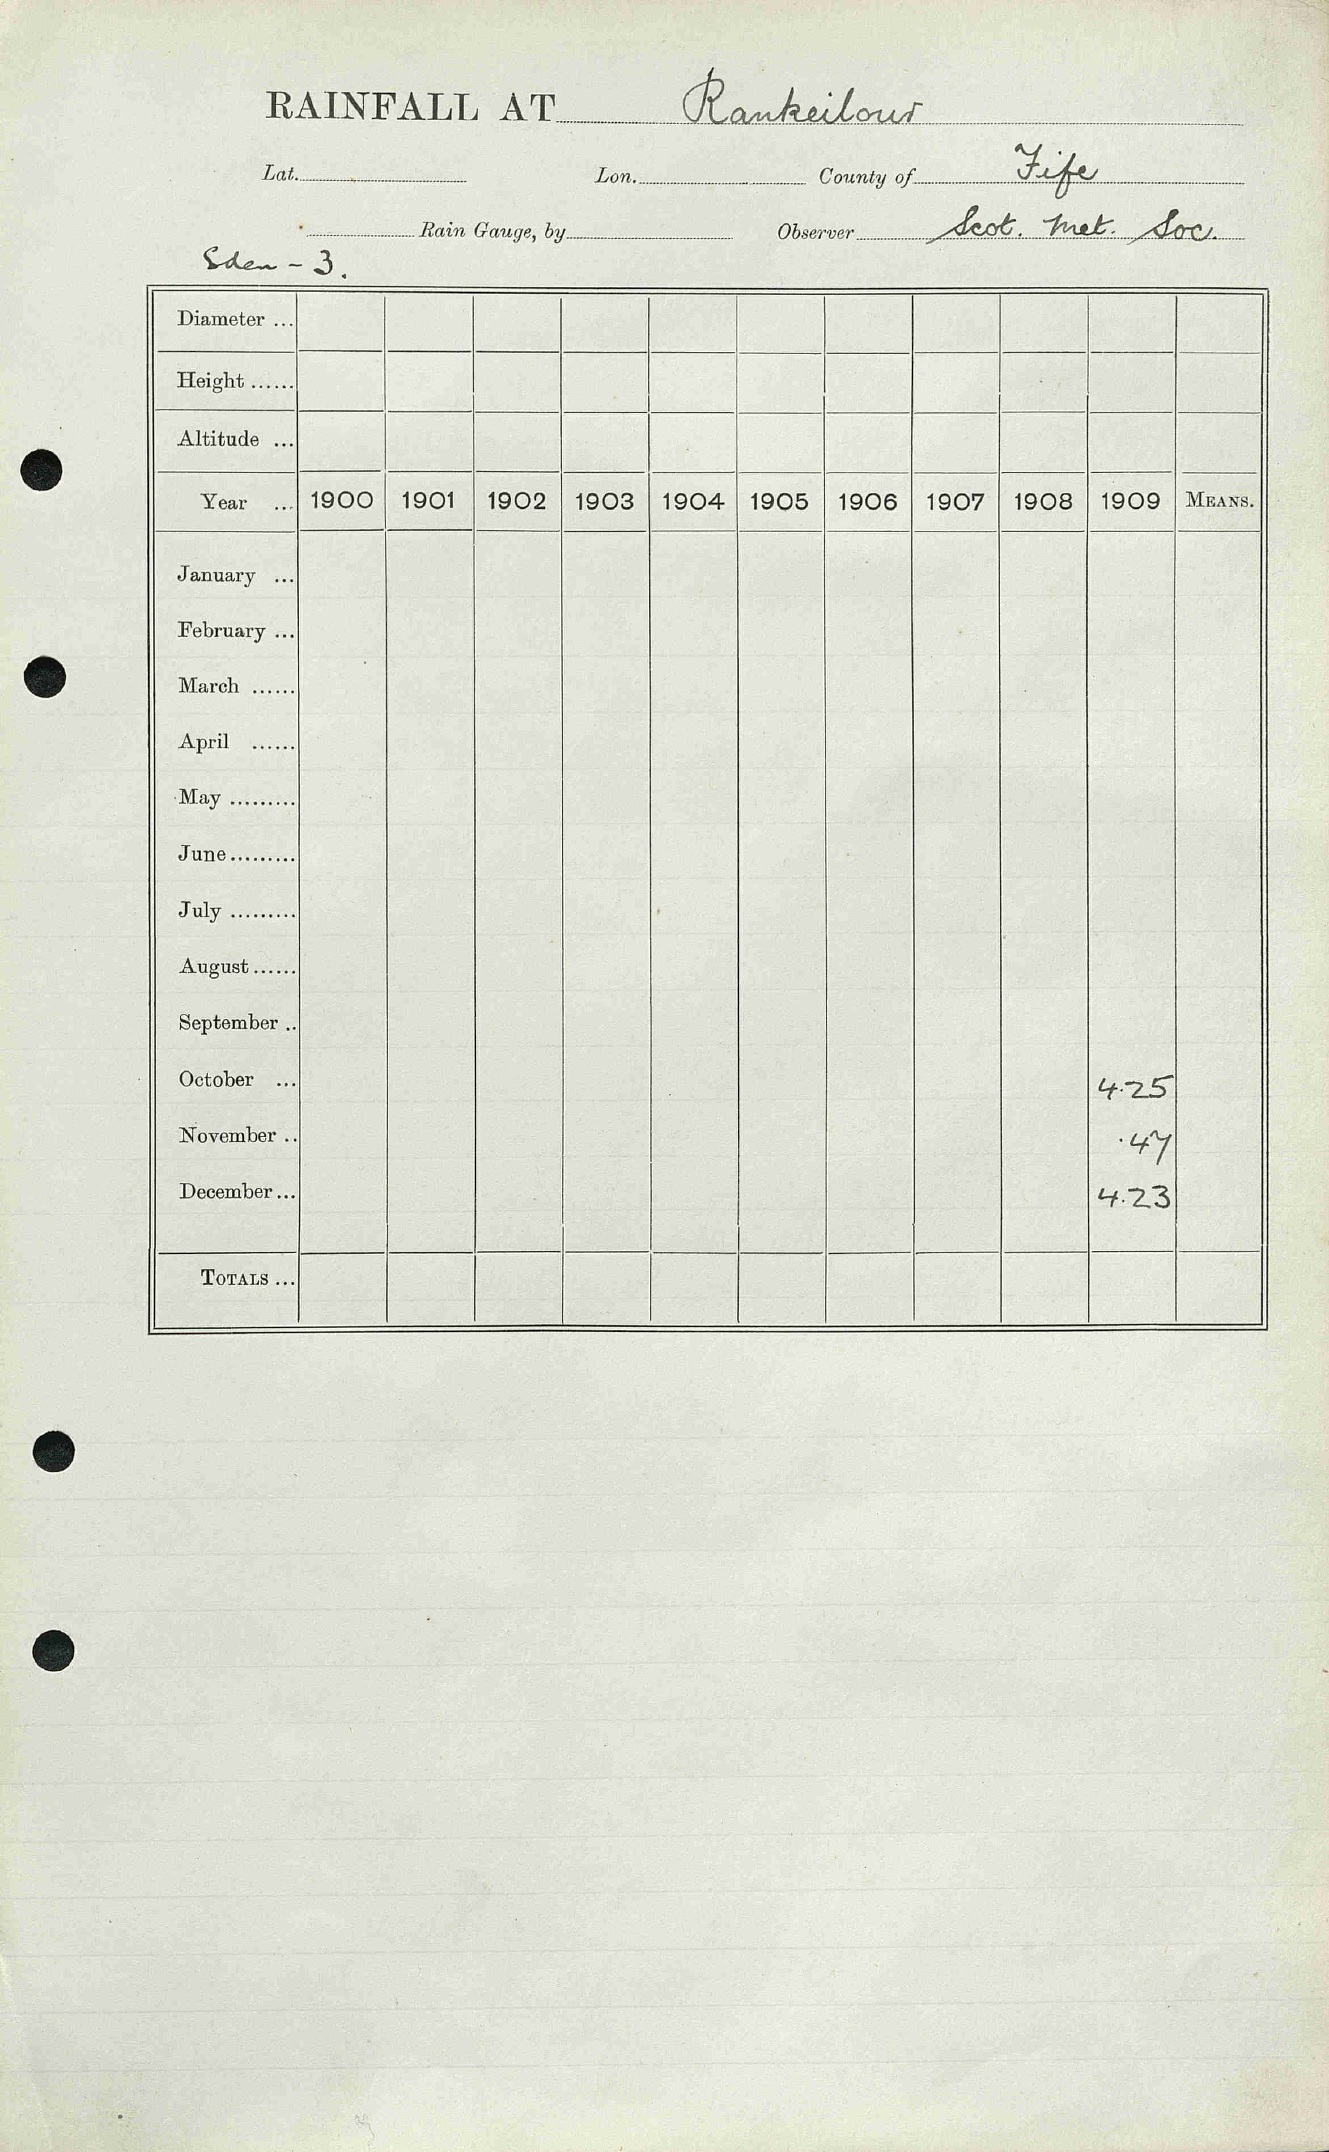 RAINFALL AT Rankeilour
Lat. Lon. County of Fife
Rain Gauge, by Observer Scot. Met. Soc.
Eden - 3.
Diameter ...
Height ......
Altitude ...
Year ... 1900 1901 1902 1903 1904 1905 1906 1907 1908 1909 MEANS.
January ...
February ...
March ......
April ......
May .........
June.........
July .........
August......
September ..
October ... 4.25
November .. .47
December... 4.23
TOTALS ...